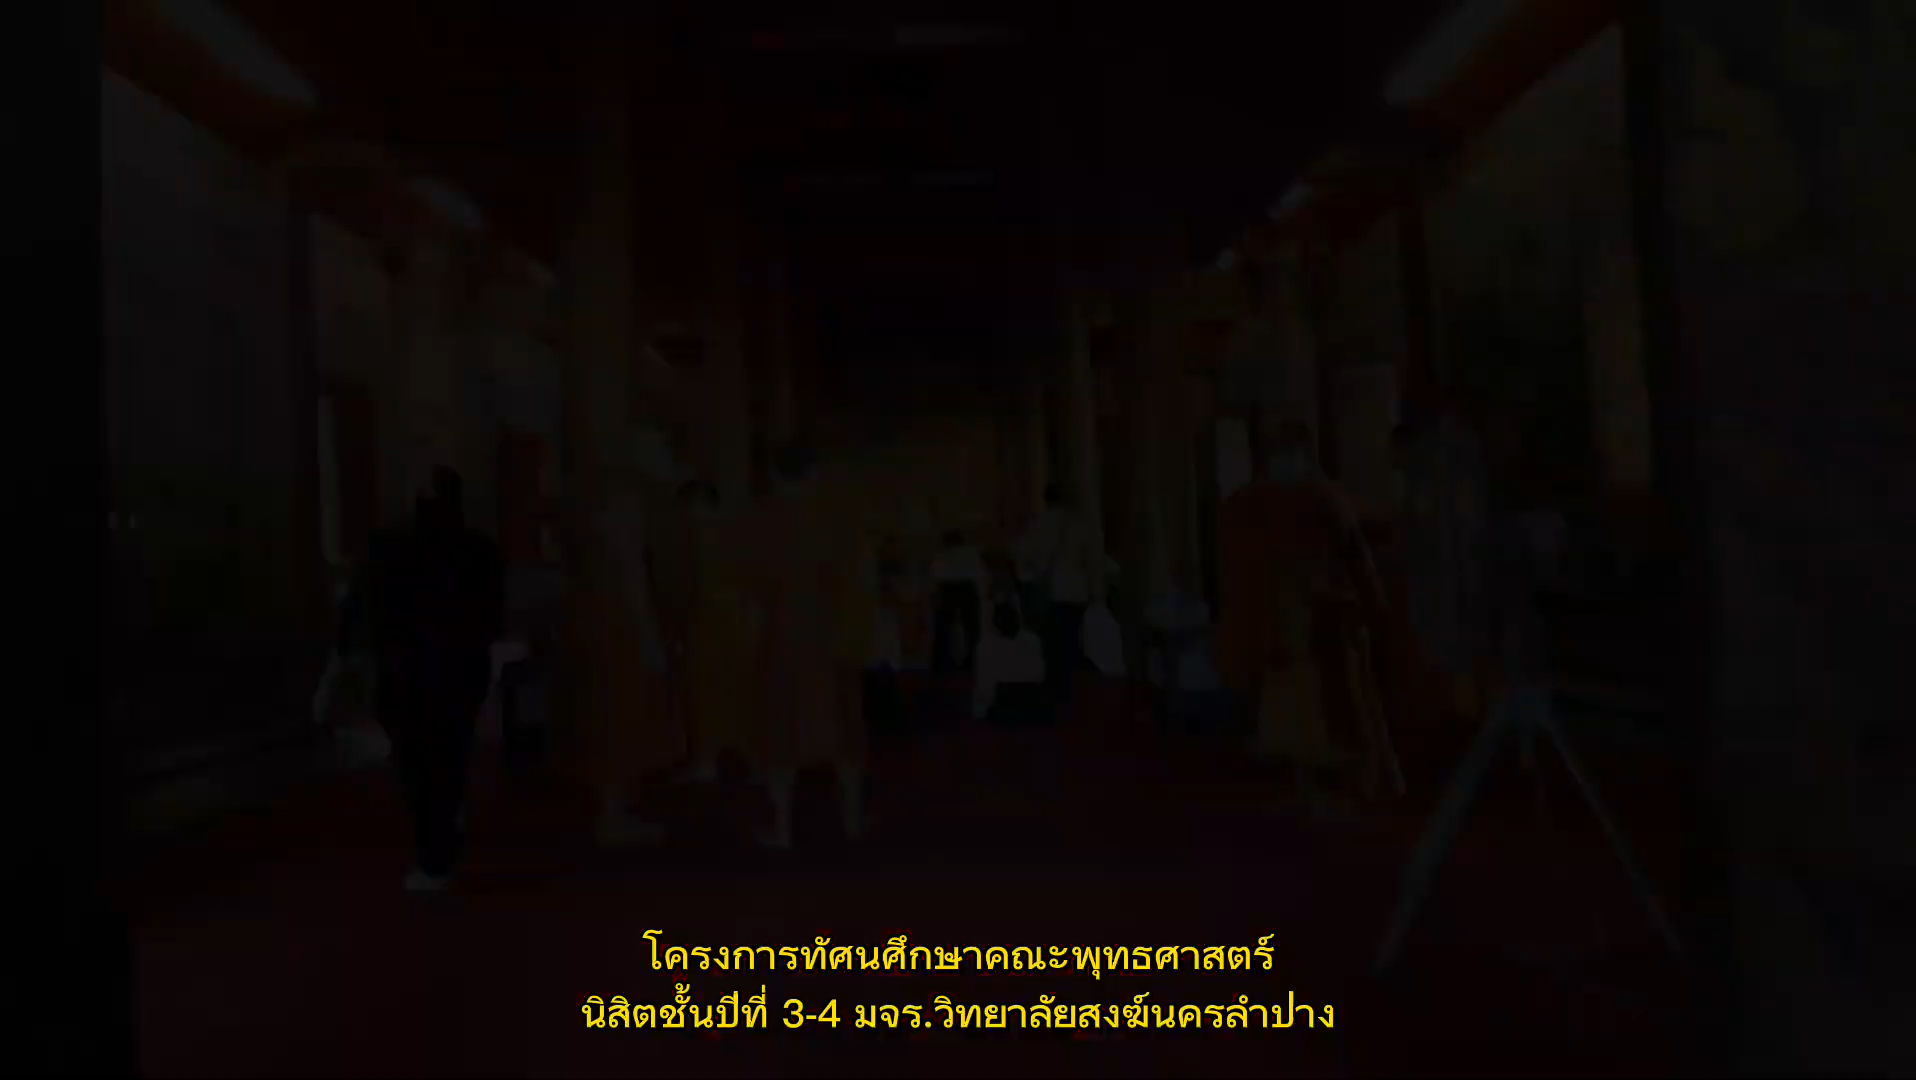 โครงการทัศนศึกษาคณะพุทธศาสตร์
นิสิตชั้นปีที่ 3-4 มจร.วิทยาลัยสงฆ์นครลำปาง